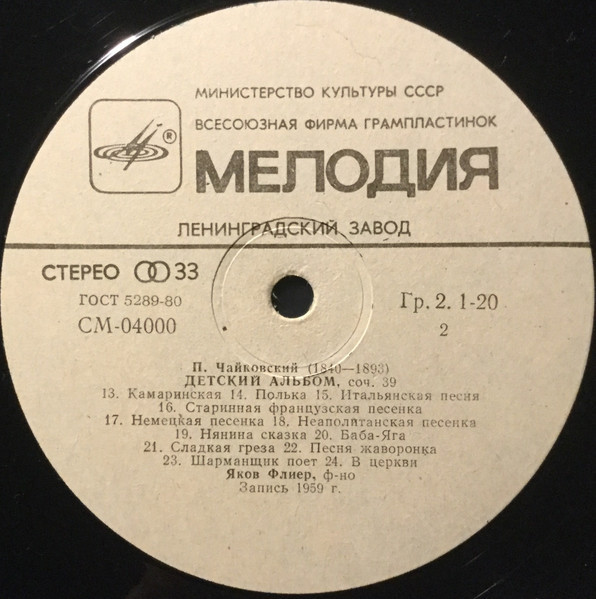 МИНИСТЕРСТВО КУЛЬТУРЫ СССР
ВСЕСОЮЗНАЯ ФИРМА ГРАМПЛАСТИНОК
®
МЕЛОДИЯ
ЛЕНИНГРАДСКИЙ ЗАВОД
СТЕРЕО 33
ГОСТ 5289-80
Гр. 2. 1-20
СМ-04000
2
П. Чайковский (1840—1893)
ДЕТСКИЙ АЛЬБОМ, соч. 39
13. Камаринская 14. Полька 15. Итальянская песня
16. Старинная французская песенка
17. Немецкая песенка 18. Неаполитанская песенка
19. Нянина сказка 20. Баба-Яга
21. Сладкая греза 22. Песня жаворонка
23. Шарманщик поет 24. В церкви
Яков Флиер, ф-но
Запись 1959 г.